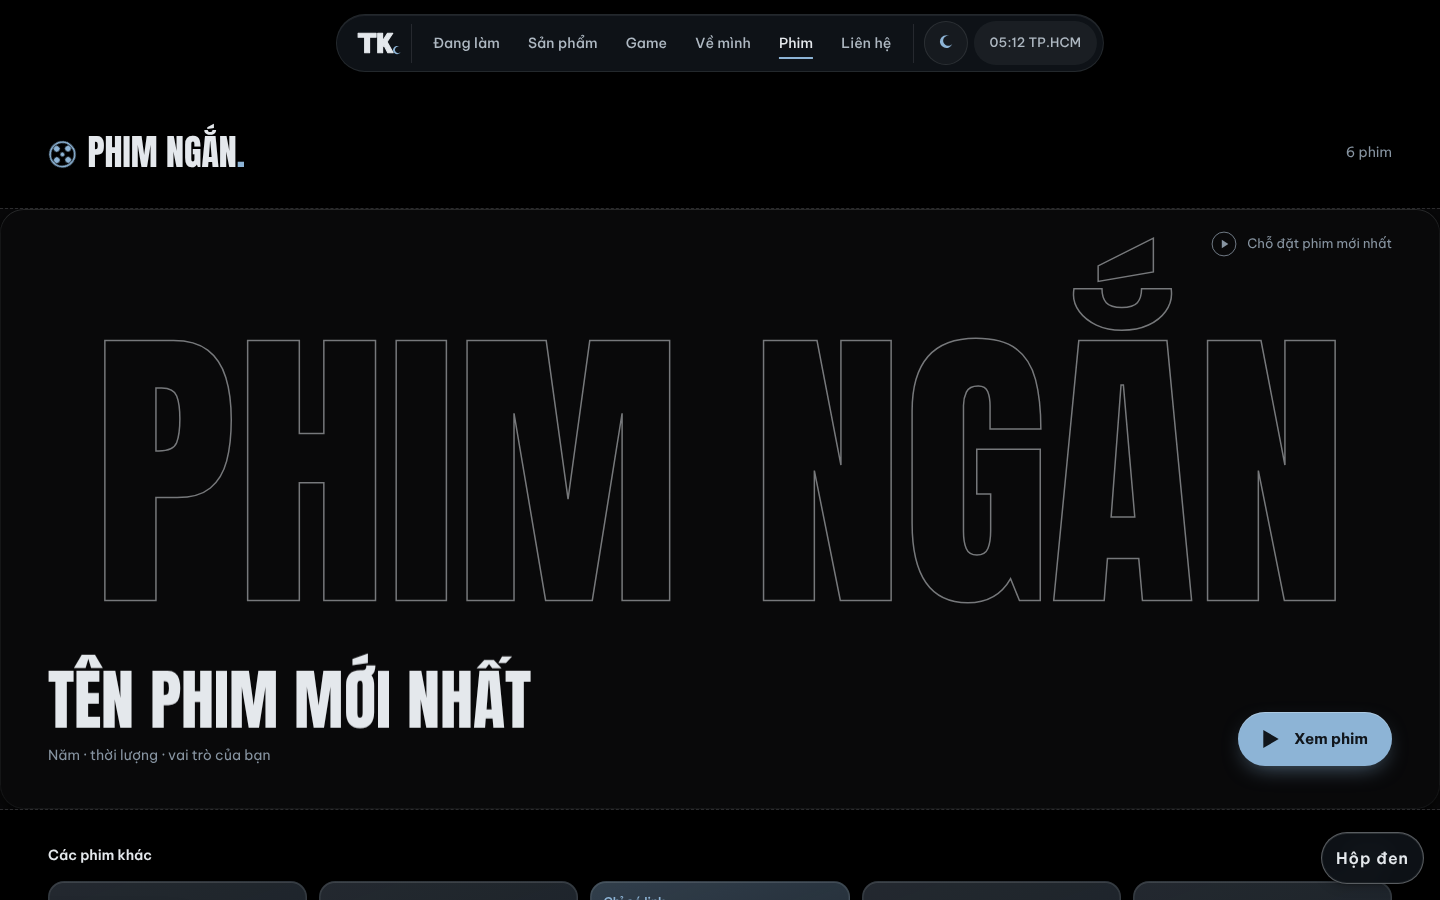 TK
Đang làm
Sản phẩm
Game
Về mình
Phim
Liên hệ
05:12 TP.HCM
PHIM NGẮN.
6 phim
Chỗ đặt phim mới nhất
PHIM NGẮN
TÊN PHIM MỚI NHẤT
Năm · thời lượng · vai trò của bạn
Xem phim
Các phim khác
Hộp đen